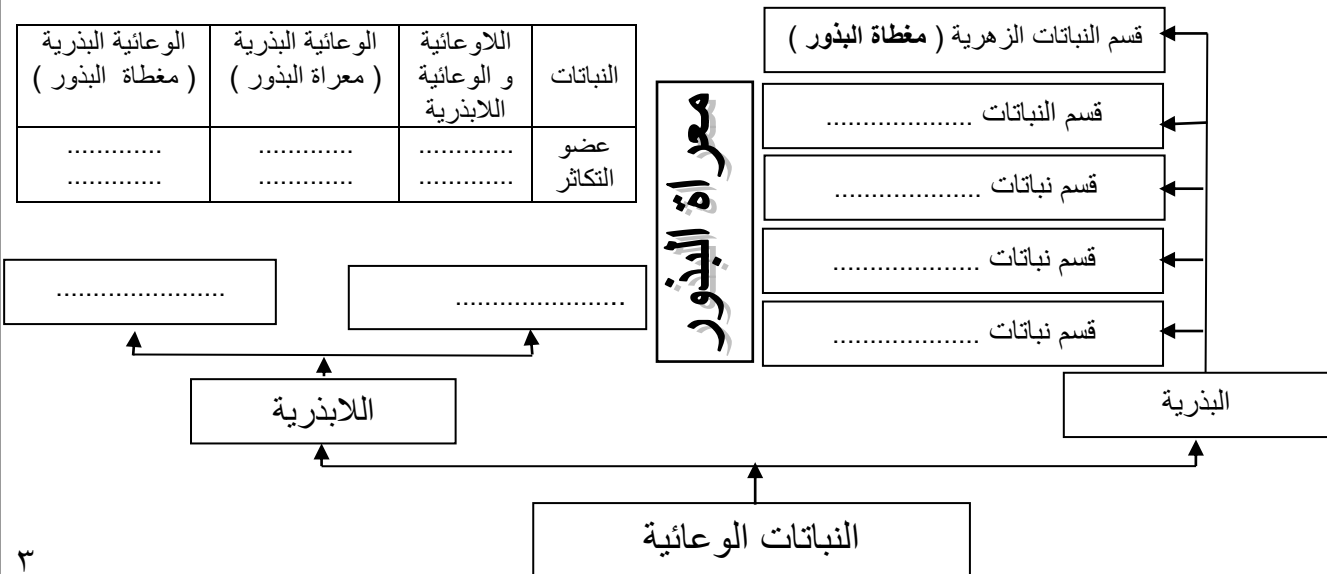 قسم النباتات الزهرية ( مغطاة البذور )
قسم النباتات ...................
قسم نباتات ...................
قسم نباتات ...................
قسم نباتات ...................
معراة البذور
النباتات
اللاوعائية
و الوعائية
اللابذرية
الوعائية البذرية
( معراة البذور )
الوعائية البذرية
( مغطاة البذور )
عضو
التكاثر
.............
.............
.............
.............
.............
.............
.......................
.......................
البذرية
اللابذرية
النباتات الوعائية
٣